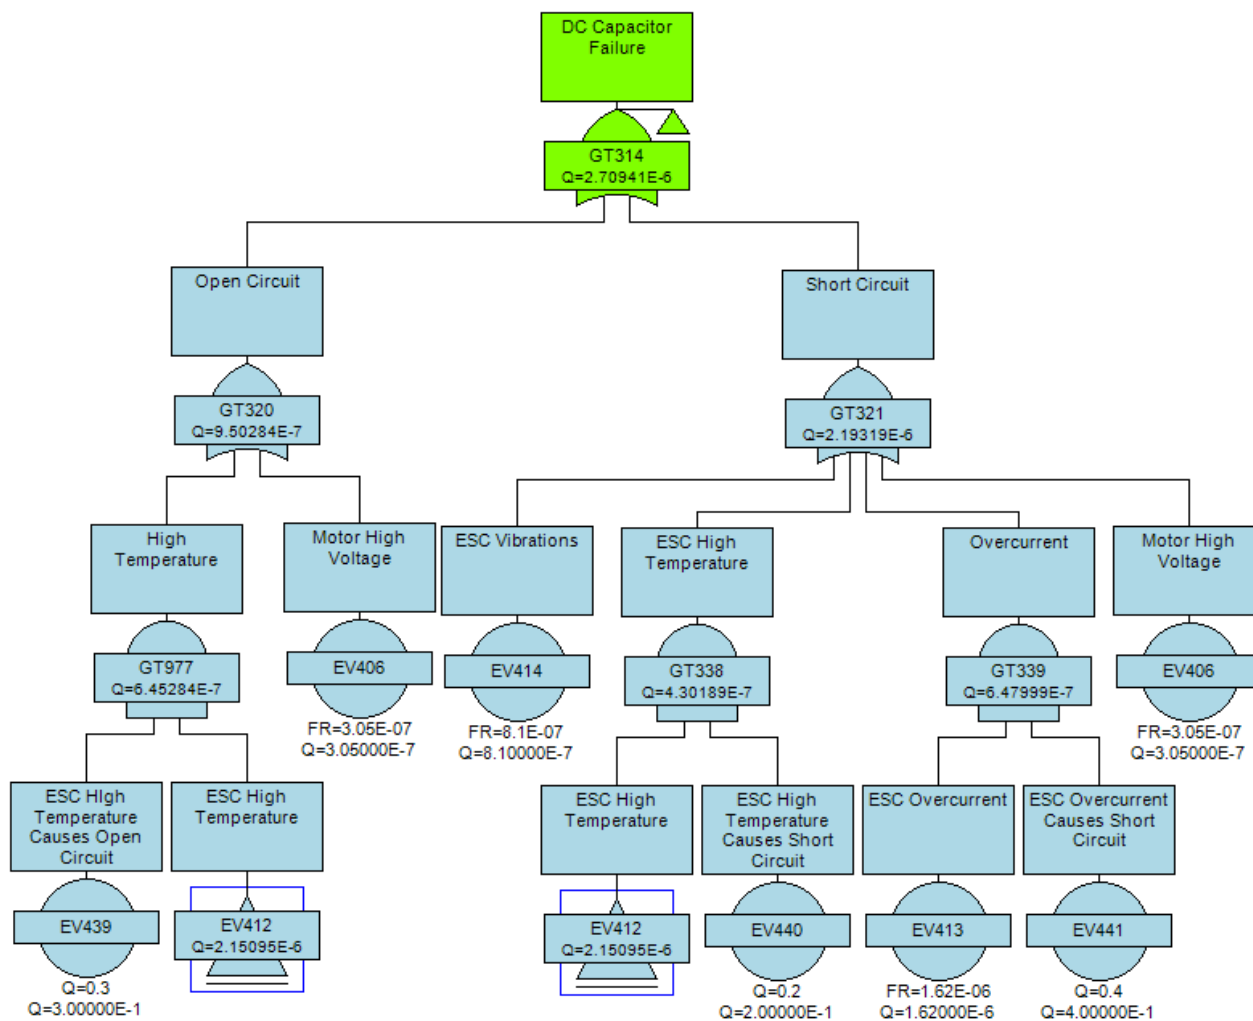 DC Capacitor
Failure
GT314
Q=2.70941E-6
Open Circuit
GT320
Q=9.50284E-7
Short Circuit
GT321
Q=2.19319E-6
High
Temperature
GT977
Q=6.45284E-7
Motor High
Voltage
EV406
FR=3.05E-07
Q=3.05000E-7
ESC Vibrations
EV414
FR=8.1E-07
Q=8.10000E-7
ESC High
Temperature
GT338
Q=4.30189E-7
Overcurrent
GT339
Q=6.47999E-7
Motor High
Voltage
EV406
FR=3.05E-07
Q=3.05000E-7
ESC HIgh
Temperature
Causes Open
Circuit
EV439
Q=0.3
Q=3.00000E-1
ESC High
Temperature
EV412
Q=2.15095E-6
ESC High
Temperature
EV412
Q=2.15095E-6
ESC High
Temperature
Causes Short
Circuit
EV440
Q=0.2
Q=2.00000E-1
ESC Overcurrent
EV413
FR=1.62E-06
Q=1.62000E-6
ESC Overcurrent
Causes Short
Circuit
EV441
Q=0.4
Q=4.00000E-1